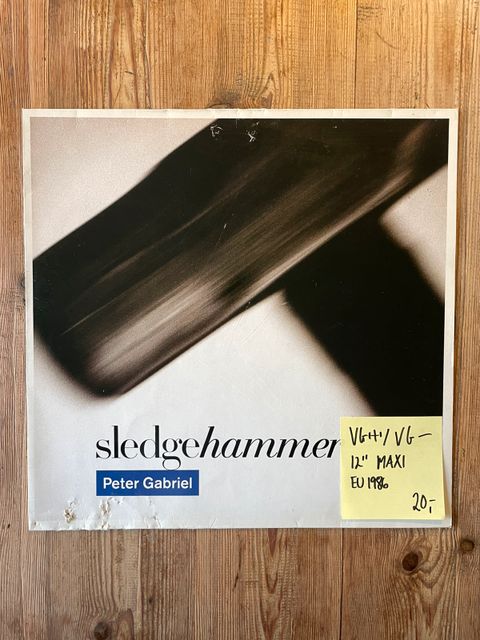 sledgehammer
Peter Gabriel
VG++/VG-
12" MAXI
EU 1986
20,-